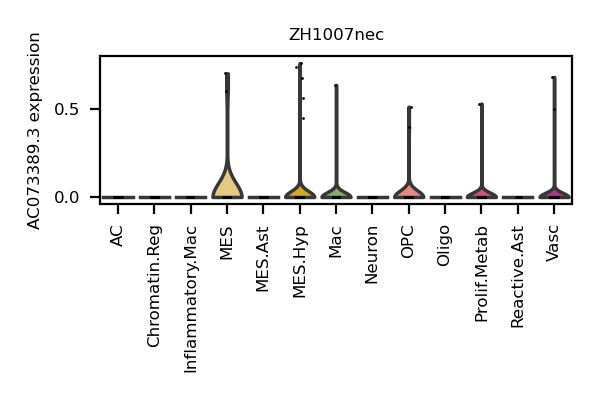 ZH1007nec
AC073389.3 expression
0.5
0.0
AC
Chromatin.Reg
Inflammatory.Mac
MES
MES.Ast
MES.Hyp
Mac
Neuron
OPC
Oligo
Prolif.Metab
Reactive.Ast
Vasc